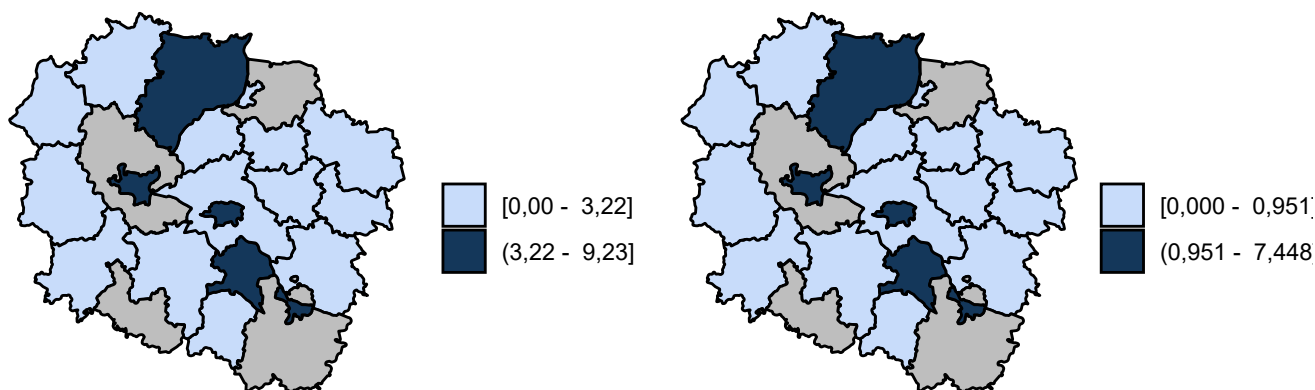 [0,00 - 3,22]
(3,22 - 9,23]
[0,000 - 0,951]
(0,951 - 7,448]